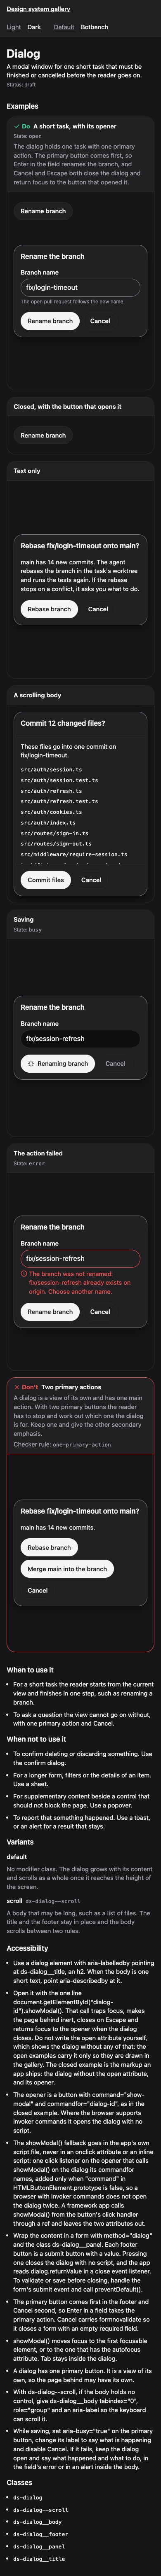 Design system gallery
Light Dark Default Botbench
Dialog
A modal window for one short task that must be
finished or cancelled before the reader goes on.
Status: draft
Examples
Do A short task, with its opener
State: open
The dialog holds one task with one primary
action. The primary button comes first, so
Enter in the field renames the branch, and
Cancel and Escape both close the dialog and
return focus to the button that opened it.
Rename branch
Rename the branch
Branch name
fix/login-timeout
The open pull request follows the new name.
Rename branch Cancel
Closed, with the button that opens it
Rename branch
Text only
Rebase fix/login-timeout onto main?
main has 14 new commits. The agent
rebases the branch in the task's worktree
and runs the tests again. If the rebase
stops on a conflict, it asks you what to do.
Rebase branch Cancel
A scrolling body
Commit 12 changed files?
These files go into one commit on
fix/login-timeout.
src/auth/session.ts
src/auth/session.test.ts
src/auth/refresh.ts
src/auth/refresh.test.ts
src/auth/cookies.ts
src/auth/index.ts
src/routes/sign-in.ts
src/routes/sign-out.ts
src/middleware/require-session.ts
Commit files Cancel
Saving
State: busy
Rename the branch
Branch name
fix/session-refresh
Renaming branch Cancel
The action failed
State: error
Rename the branch
Branch name
fix/session-refresh
The branch was not renamed:
fix/session-refresh already exists on
origin. Choose another name.
Rename branch Cancel
Don't Two primary actions
A dialog is a view of its own and has one main
action. With two primary buttons the reader
has to stop and work out which one the dialog
is for. Keep one and give the other secondary
emphasis.
Checker rule: one-primary-action
Rebase fix/login-timeout onto main?
main has 14 new commits.
Rebase branch
Merge main into the branch
Cancel
When to use it
For a short task the reader starts from the current
view and finishes in one step, such as renaming a
branch.
To ask a question the view cannot go on without,
with one primary action and Cancel.
When not to use it
To confirm deleting or discarding something. Use
the confirm dialog.
For a longer form, filters or the details of an item.
Use a sheet.
For supplementary content beside a control that
should not block the page. Use a popover.
To report that something happened. Use a toast,
or an alert for a result that stays.
Variants
default
No modifier class. The dialog grows with its content
and scrolls as a whole once it reaches the height of
the screen.
scroll ds-dialog--scroll
A body that may be long, such as a list of files. The
title and the footer stay in place and the body
scrolls between two rules.
Accessibility
Use a dialog element with aria-labelledby pointing
at ds-dialog__title, an h2. When the body is one
short text, point aria-describedby at it.
Open it with the one line
document.getElementById("dialog-
id").showModal(). That call traps focus, makes
the page behind inert, closes on Escape and
returns focus to the opener when the dialog
closes. Do not write the open attribute yourself,
which shows the dialog without any of that: the
open examples carry it only so they are drawn in
the gallery. The closed example is the markup an
app ships: the dialog without the open attribute,
and its opener.
The opener is a button with command="show-
modal" and commandfor="dialog-id", as in the
closed example. Where the browser supports
invoker commands it opens the dialog with no
script.
The showModal() fallback goes in the app's own
script file, never in an onclick attribute or an inline
script: one click listener on the opener that calls
showModal() on the dialog its commandfor
names, added only when "command" in
HTMLButtonElement.prototype is false, so a
browser with invoker commands does not open
the dialog twice. A framework app calls
showModal() from the button's click handler
through a ref and leaves the two attributes out.
Wrap the content in a form with method="dialog"
and the class ds-dialog__panel. Each footer
button is a submit button with a value. Pressing
one closes the dialog with no script, and the page
reads dialog.returnValue in a close event listener.
To validate or save before closing, handle the
form's submit event and call preventDefault().
The primary button comes first in the footer and
Cancel second, so Enter in a field takes the
primary action. Cancel carries formnovalidate so
it closes a form with an empty required field.
showModal() moves focus to the first focusable
element, or to the one that has the autofocus
attribute. Tab stays inside the dialog.
A dialog has one primary button. It is a view of its
own, so the page behind may have its own.
With ds-dialog--scroll, if the body holds no
control, give ds-dialog__body tabindex="0",
role="group" and an aria-label so the keyboard
can scroll it.
While saving, set aria-busy="true" on the primary
button, change its label to say what is happening
and disable Cancel. If it fails, keep the dialog
open and say what happened and what to do, in
the field's error or in an alert inside the body.
Classes
ds-dialog
ds-dialog--scroll
ds-dialog__body
ds-dialog__footer
ds-dialog__panel
ds-dialog__title